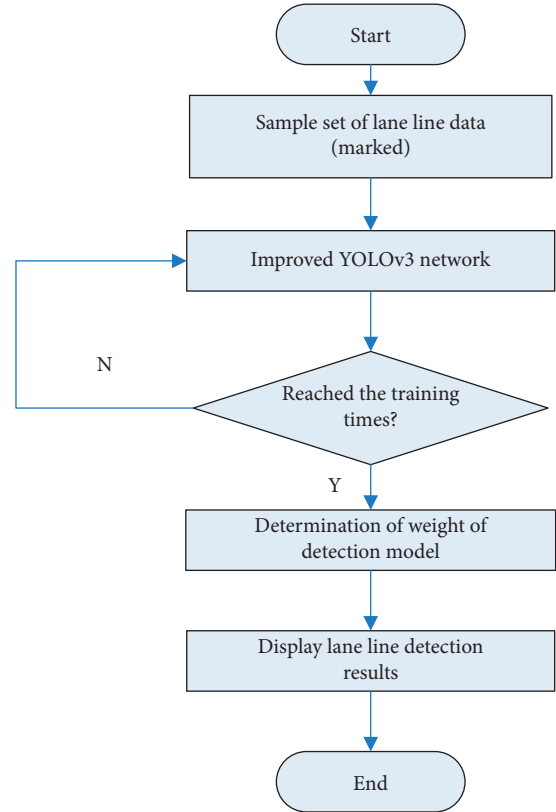 Start
Sample set of lane line data
(marked)
Improved YOLOv3 network
N
Reached the training
times?
Y
Determination of weight of
detection model
Display lane line detection
results
End